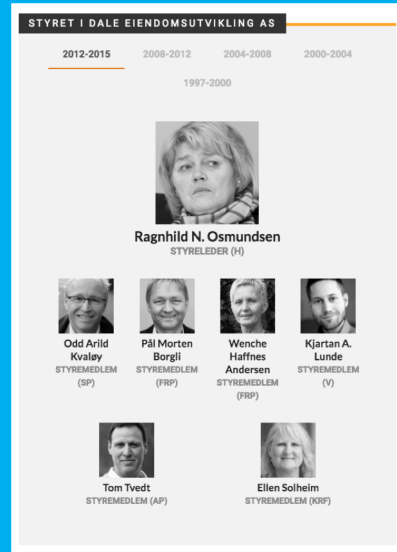 STYRET I DALE EIENDOMSUTVIKLING AS
2012-2015 2008-2012 2004-2008 2000-2004
1997-2000
Ragnhild N. Osmundsen
STYRELEDER (H)
Odd Arild
Kvaløy
STYREMEDLEM
(SP)
Pål Morten
Borgli
STYREMEDLEM
(FRP)
Wenche
Haffnes
Andersen
STYREMEDLEM
(FRP)
Kjartan A.
Lunde
STYREMEDLEM
(V)
Tom Tvedt
STYREMEDLEM (AP)
Ellen Solheim
STYREMEDLEM (KRF)